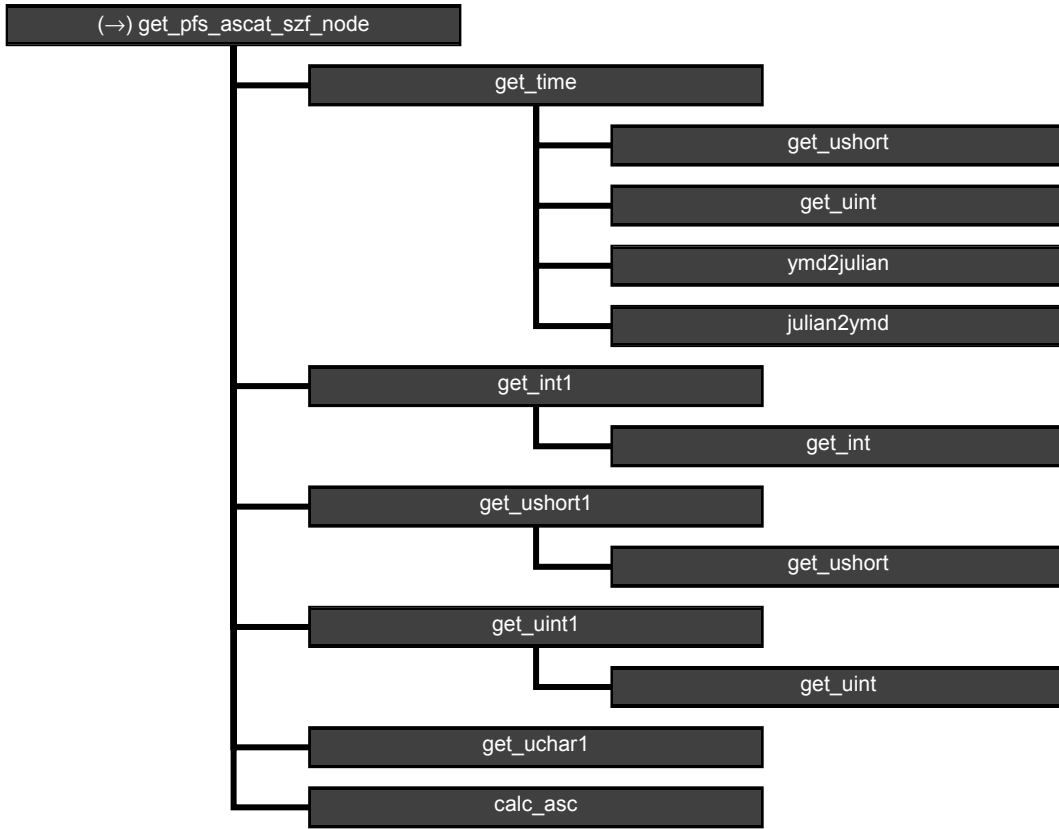 (→) get_pfs_ascat_szf_node
get_time
get_ushort
get_uint
ymd2julian
julian2ymd
get_int1
get_int
get_ushort1
get_ushort
get_uint1
get_uint
get_uchar1
calc_asc